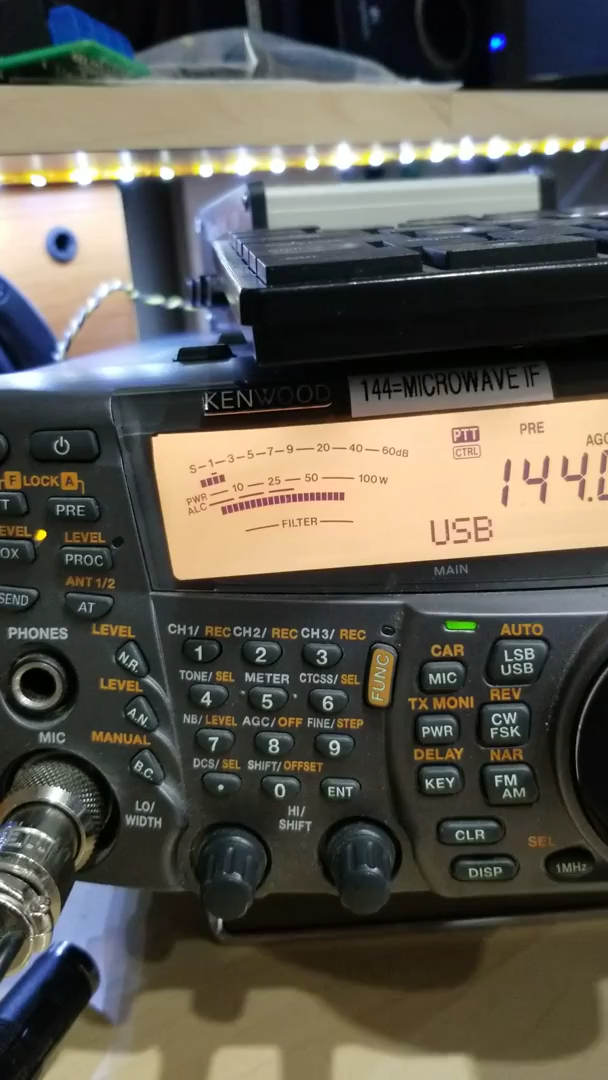 KENWOOD
144=MICROWAVE IF
S-1-3-5-7-9-20-40-60dB
PWR 10 25 50 100 W
ALC
FILTER
PTT
CTRL
PRE
AGC
144.0
USB
MAIN
F LOCK A
PRE
LEVEL
PROC
ANT 1/2
SEND
AT
PHONES
LEVEL
N.R.
LEVEL
A.N.
MIC
MANUAL
B.C.
LO/
WIDTH
CH1/ REC CH2/ REC CH3/ REC
1 2 3
TONE/ SEL METER CTCSS/ SEL
4 5 6
NB/ LEVEL AGC/ OFF FINE/ STEP
7 8 9
DCS/ SEL SHIFT/ OFFSET
. 0 ENT
HI/
SHIFT
FUNC
CAR
MIC
AUTO
LSB
USB
TX MONI
PWR
REV
CW
FSK
DELAY
KEY
NAR
FM
AM
CLR
SEL
DISP
1MHz